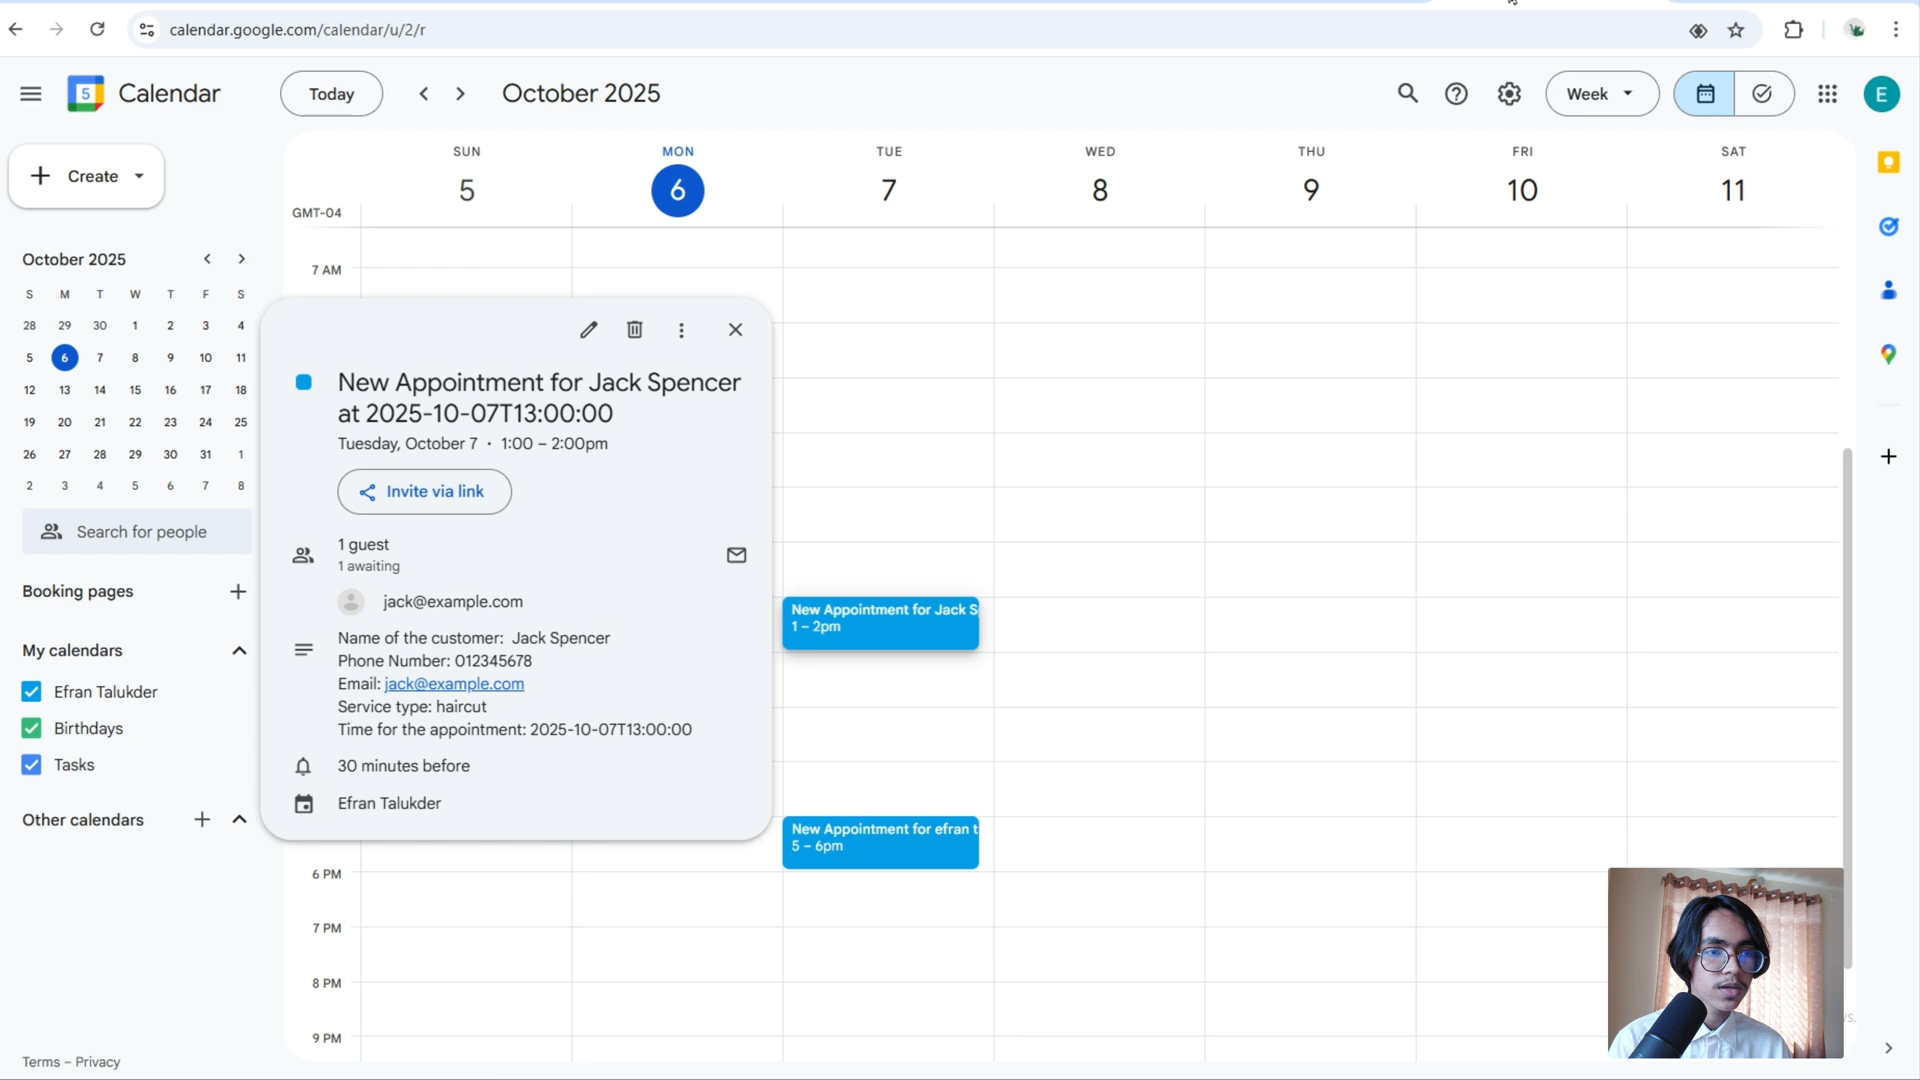 calendar.google.com/calendar/u/2/r
5
Calendar
Today
October 2025
Week
E
Create
SUN
MON
TUE
WED
THU
FRI
SAT
5
6
7
8
9
10
11
GMT-04
October 2025
S M T W T F S
28 29 30 1 2 3 4
5 6 7 8 9 10 11
12 13 14 15 16 17 18
19 20 21 22 23 24 25
26 27 28 29 30 31 1
2 3 4 5 6 7 8
Search for people
Booking pages
My calendars
Efran Talukder
Birthdays
Tasks
Other calendars
Terms – Privacy
7 AM
New Appointment for Jack Spencer
at 2025-10-07T13:00:00
Tuesday, October 7 · 1:00 – 2:00pm
Invite via link
1 guest
1 awaiting
jack@example.com
Name of the customer: Jack Spencer
Phone Number: 012345678
Email: jack@example.com
Service type: haircut
Time for the appointment: 2025-10-07T13:00:00
30 minutes before
Efran Talukder
New Appointment for Jack S
1 – 2pm
New Appointment for efran t
5 – 6pm
6 PM
7 PM
8 PM
9 PM